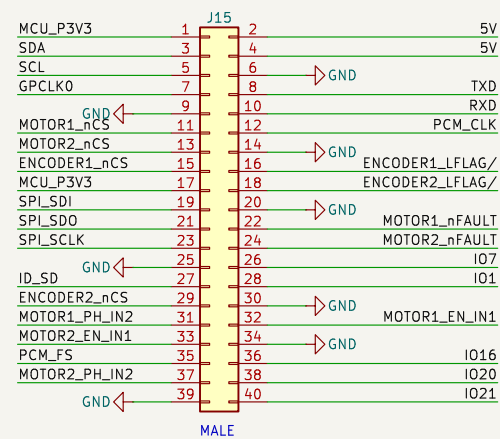 J15
MCU_P3V3 1 2 5V
SDA 3 4 5V
SCL 5 6 GND
GPCLK0 7 8 TXD
GND 9 10 RXD
MOTOR1_nCS 11 12 PCM_CLK
MOTOR2_nCS 13 14 GND
ENCODER1_nCS 15 16 ENCODER1_LFLAG/
MCU_P3V3 17 18 ENCODER2_LFLAG/
SPI_SDI 19 20 GND
SPI_SDO 21 22 MOTOR1_nFAULT
SPI_SCLK 23 24 MOTOR2_nFAULT
GND 25 26 IO7
ID_SD 27 28 IO1
ENCODER2_nCS 29 30 GND
MOTOR1_PH_IN2 31 32 MOTOR1_EN_IN1
MOTOR2_EN_IN1 33 34 GND
PCM_FS 35 36 IO16
MOTOR2_PH_IN2 37 38 IO20
GND 39 40 IO21
MALE